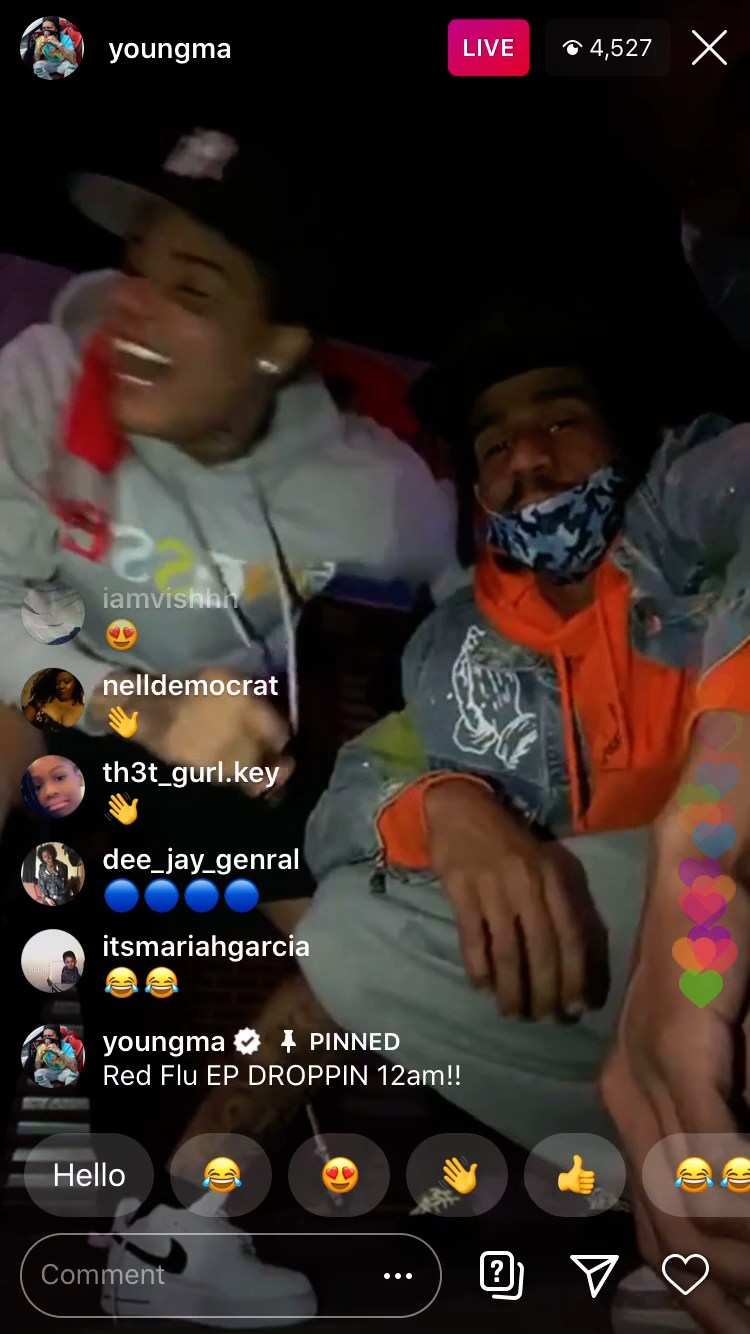 youngma
LIVE
4,527
iamvishhh
😍
nelldemocrat
👋
th3t_gurl.key
👋
dee_jay_genral
🔵🔵🔵🔵
itsmariahgarcia
😂😂
youngma PINNED
Red Flu EP DROPPIN 12am!!
Hello 😂 😍 👋 👍 😂😂
Comment